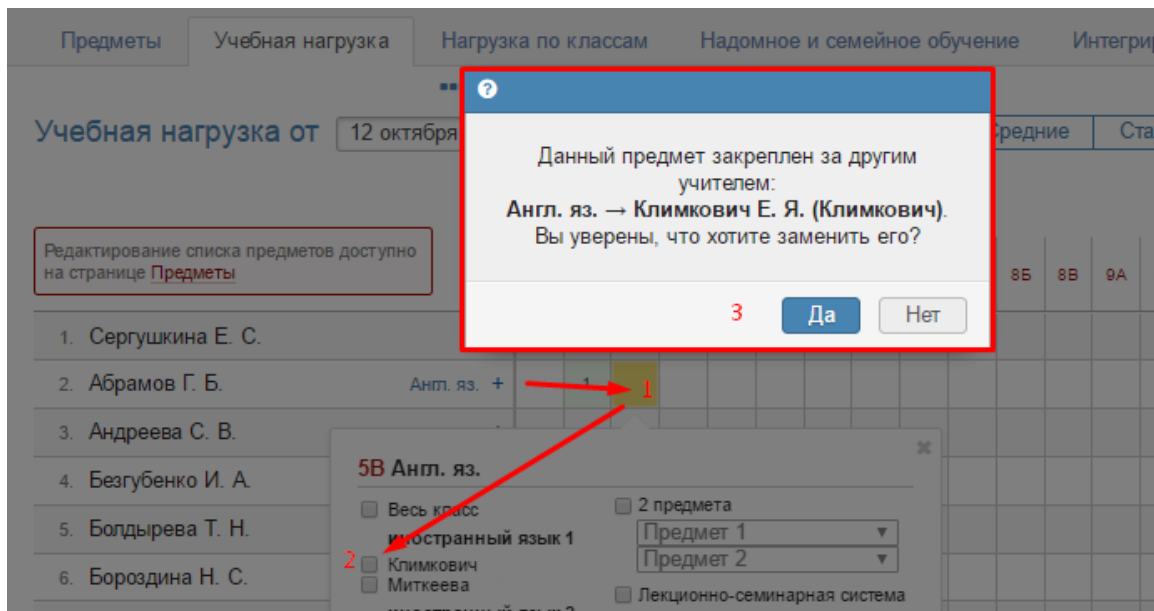 Предметы Учебная нагрузка Нагрузка по классам Надомное и семейное обучение
Учебная нагрузка от 12 октября Средние
Данный предмет закреплен за другим
учителем:
Англ. яз. → Климкович Е. Я. (Климкович).
Вы уверены, что хотите заменить его?
3 Да Нет
Редактирование списка предметов доступно
на странице Предметы
8Б 8В 9А
1. Сергушкина Е. С.
2. Абрамов Г. Б. Англ. яз. + 1 1
3. Андреева С. В.
4. Безгубенко И. А.
5. Болдырева Т. Н.
6. Бороздина Н. С.
5В Англ. яз.
Весь класс
иностранный язык 1
2 Климкович
Миткеева
2 предмета
Предмет 1
Предмет 2
Лекционно-семинарная система